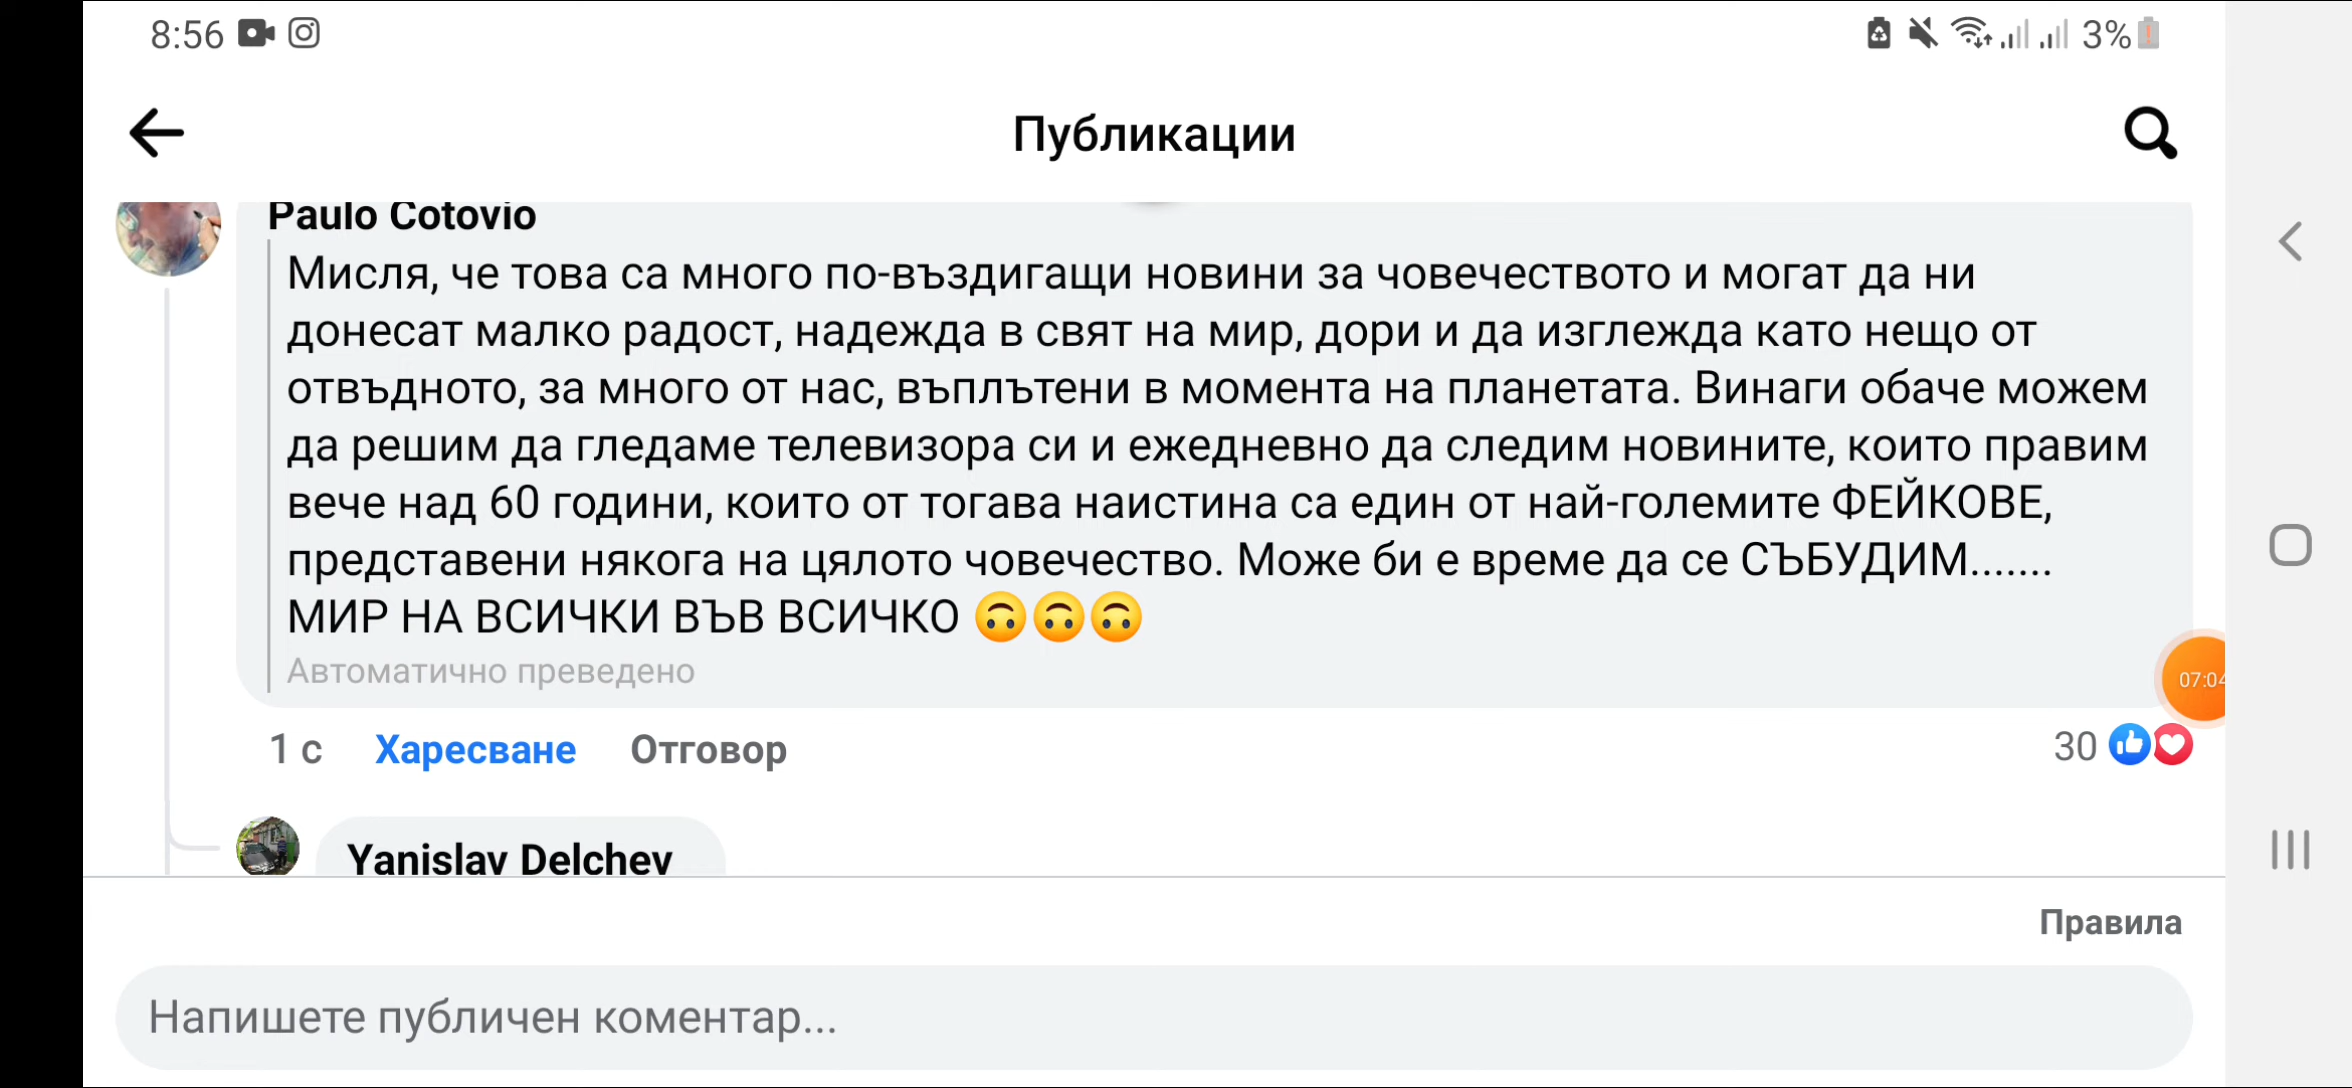 8:56
3%
Публикации
Paulo Cotovio
Мисля, че това са много по-въздигащи новини за човечеството и могат да ни
донесат малко радост, надежда в свят на мир, дори и да изглежда като нещо от
отвъдното, за много от нас, въплътени в момента на планетата. Винаги обаче можем
да решим да гледаме телевизора си и ежедневно да следим новините, които правим
вече над 60 години, които от тогава наистина са един от най-големите ФЕЙКОВЕ,
представени някога на цялото човечество. Може би е време да се СЪБУДИМ.......
МИР НА ВСИЧКИ ВЪВ ВСИЧКО 🙃🙃🙃
Автоматично преведено
07:04
1 с Харесване Отговор 30
Yanislav Delchev
Правила
Напишете публичен коментар...